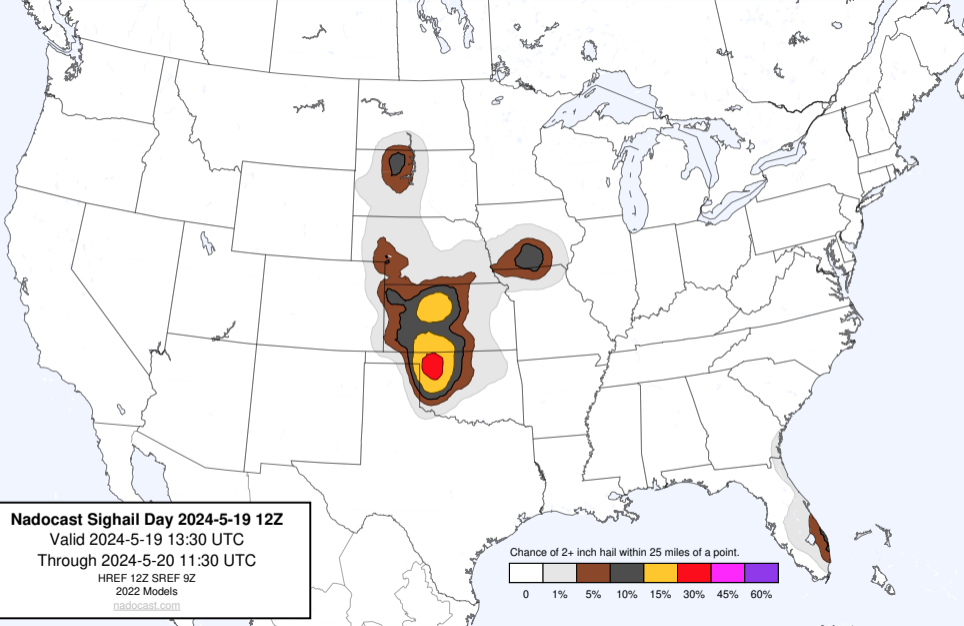 Nadocast Sighail Day 2024-5-19 12Z
Valid 2024-5-19 13:30 UTC
Through 2024-5-20 11:30 UTC
HREF 12Z SREF 9Z
2022 Models
nadocast.com
Chance of 2+ inch hail within 25 miles of a point.
0 1% 5% 10% 15% 30% 45% 60%